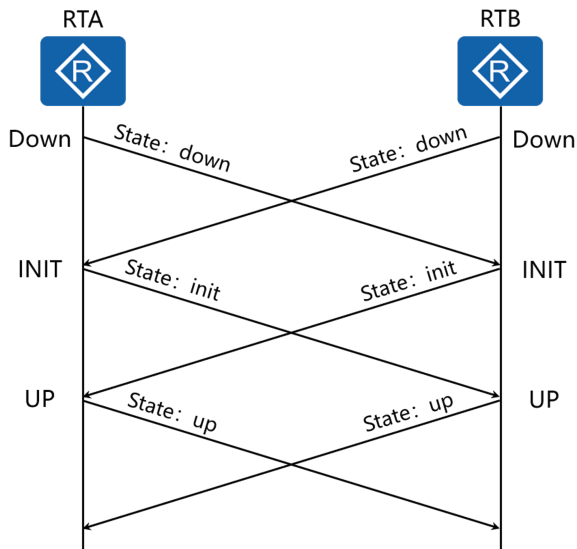 RTA
RTB
R
R
Down
State：down
State：down
Down
INIT
State：init
State：init
INIT
UP
State：up
State：up
UP